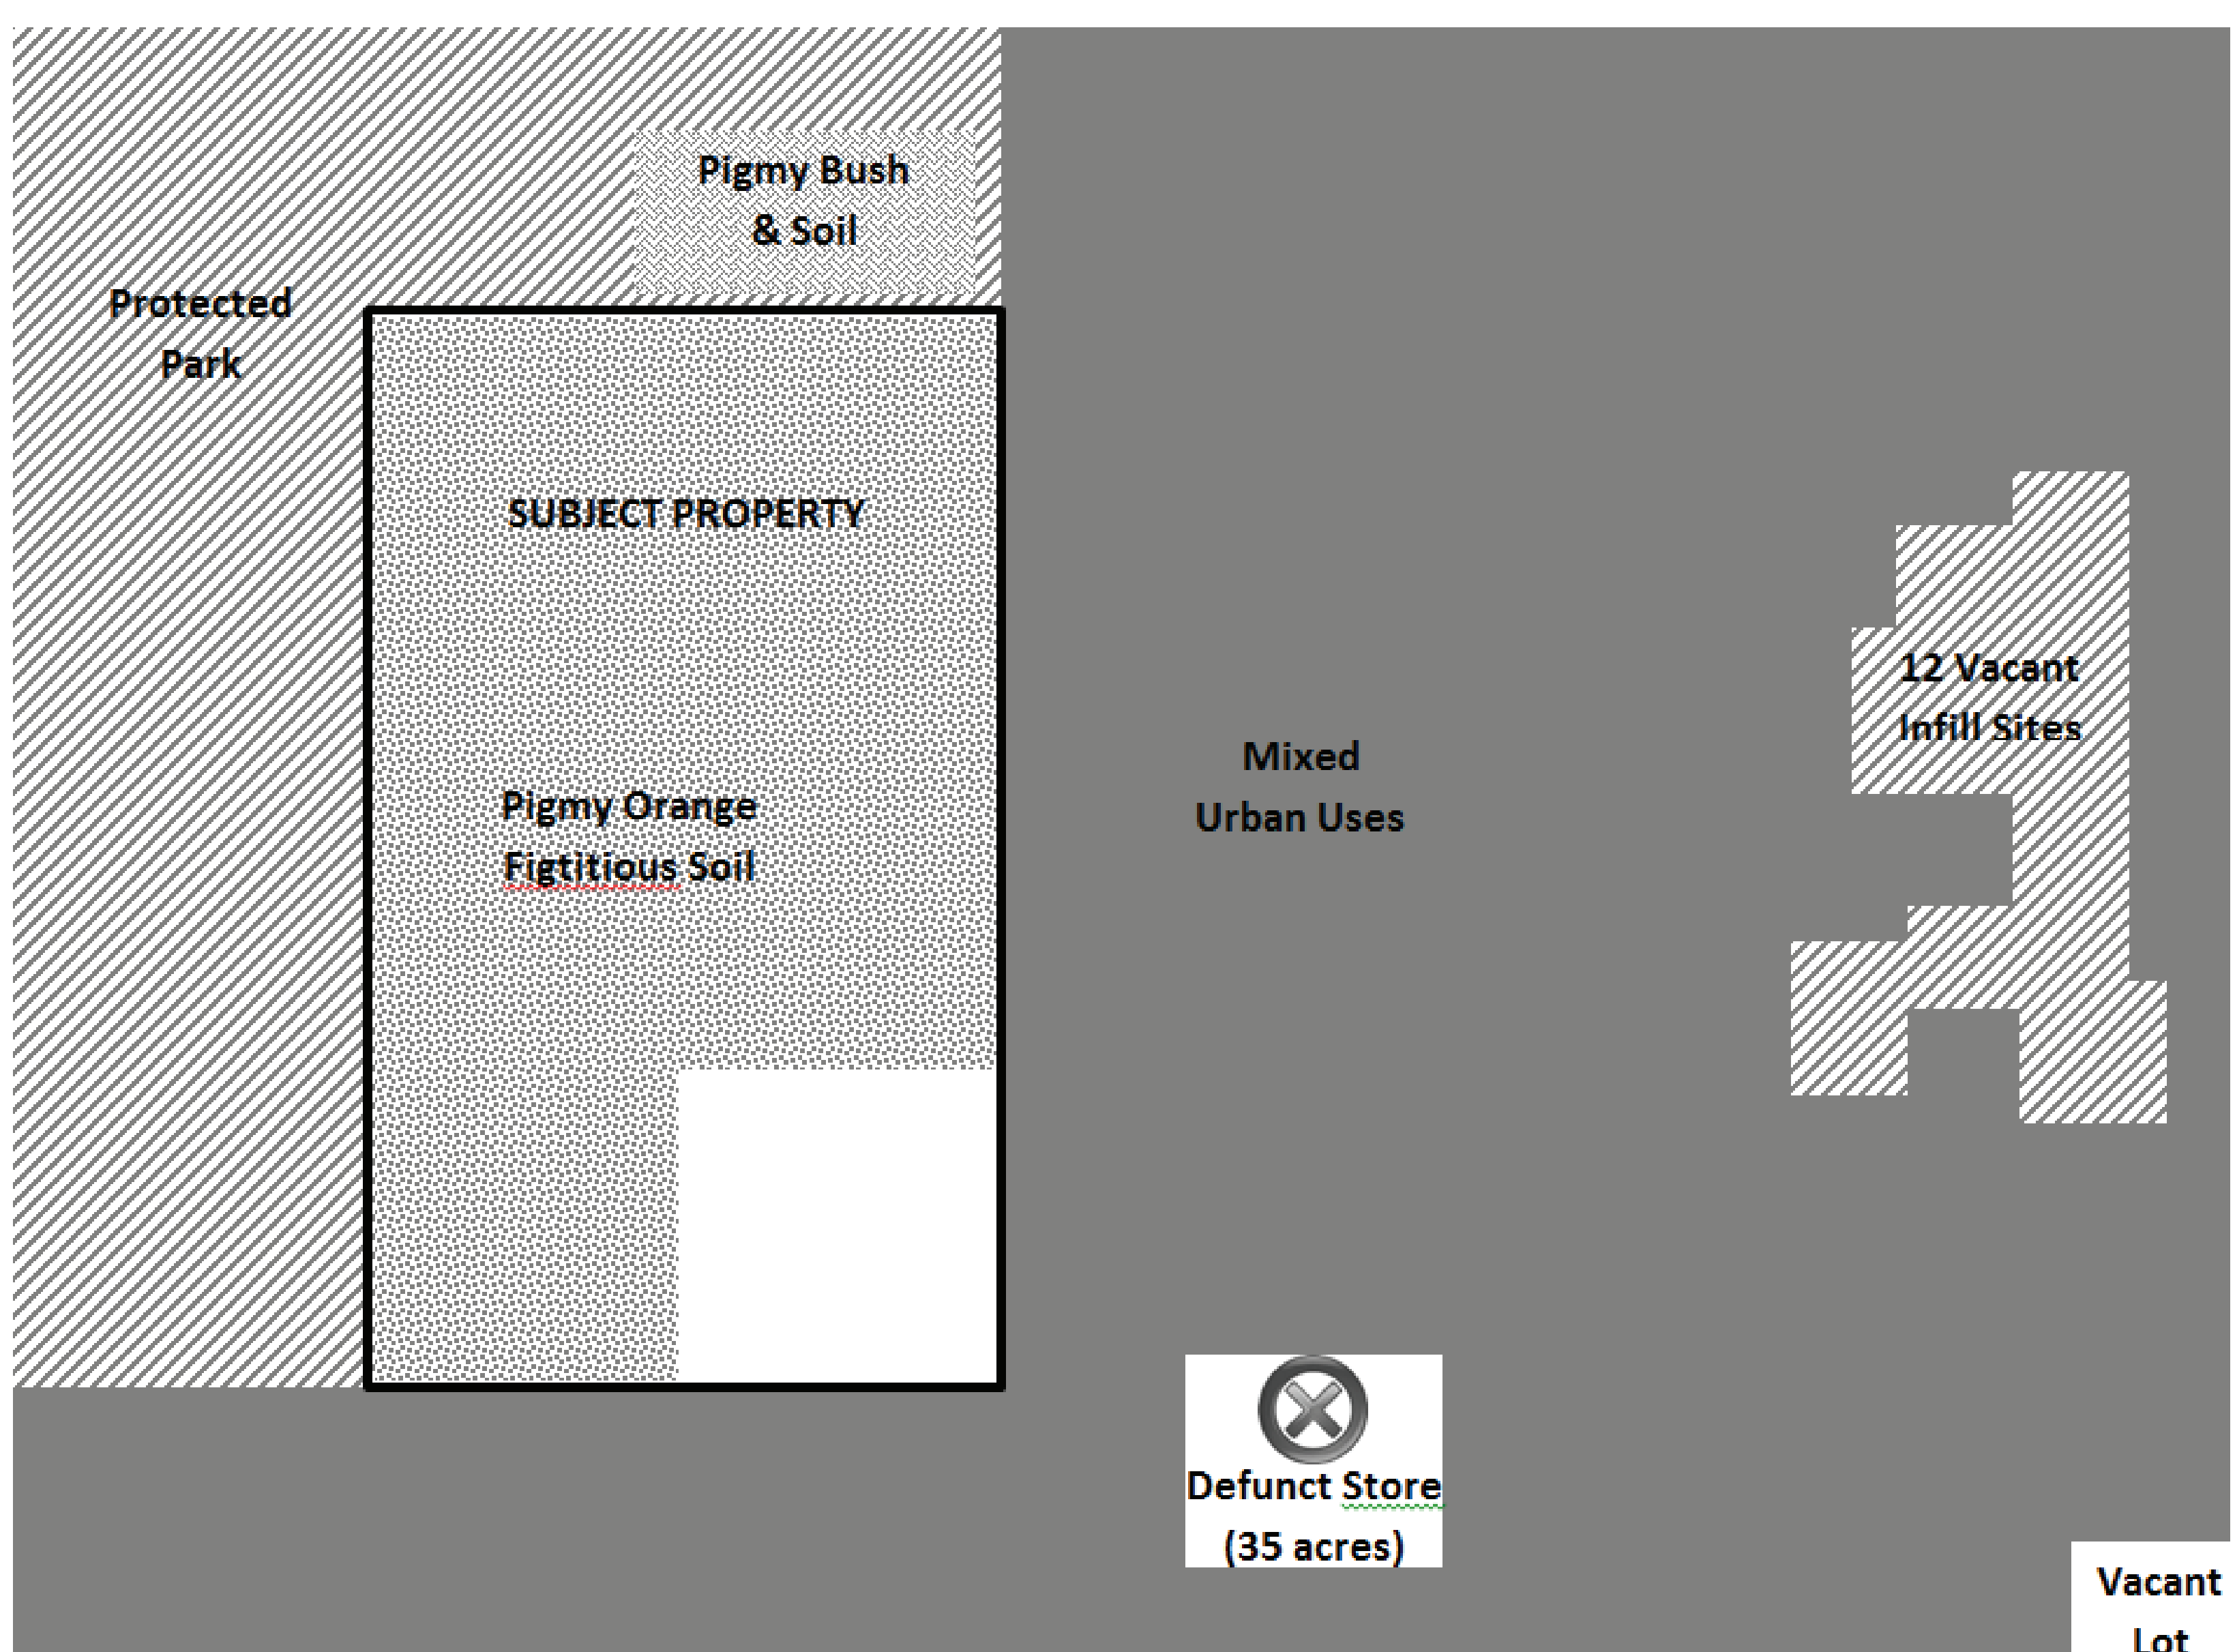 Pigmy Bush
& Soil
Protected
Park
SUBJECT PROPERTY
Pigmy Orange
Figtitious Soil
Mixed
Urban Uses
12 Vacant
Infill Sites
Defunct Store
(35 acres)
Vacant
Lot